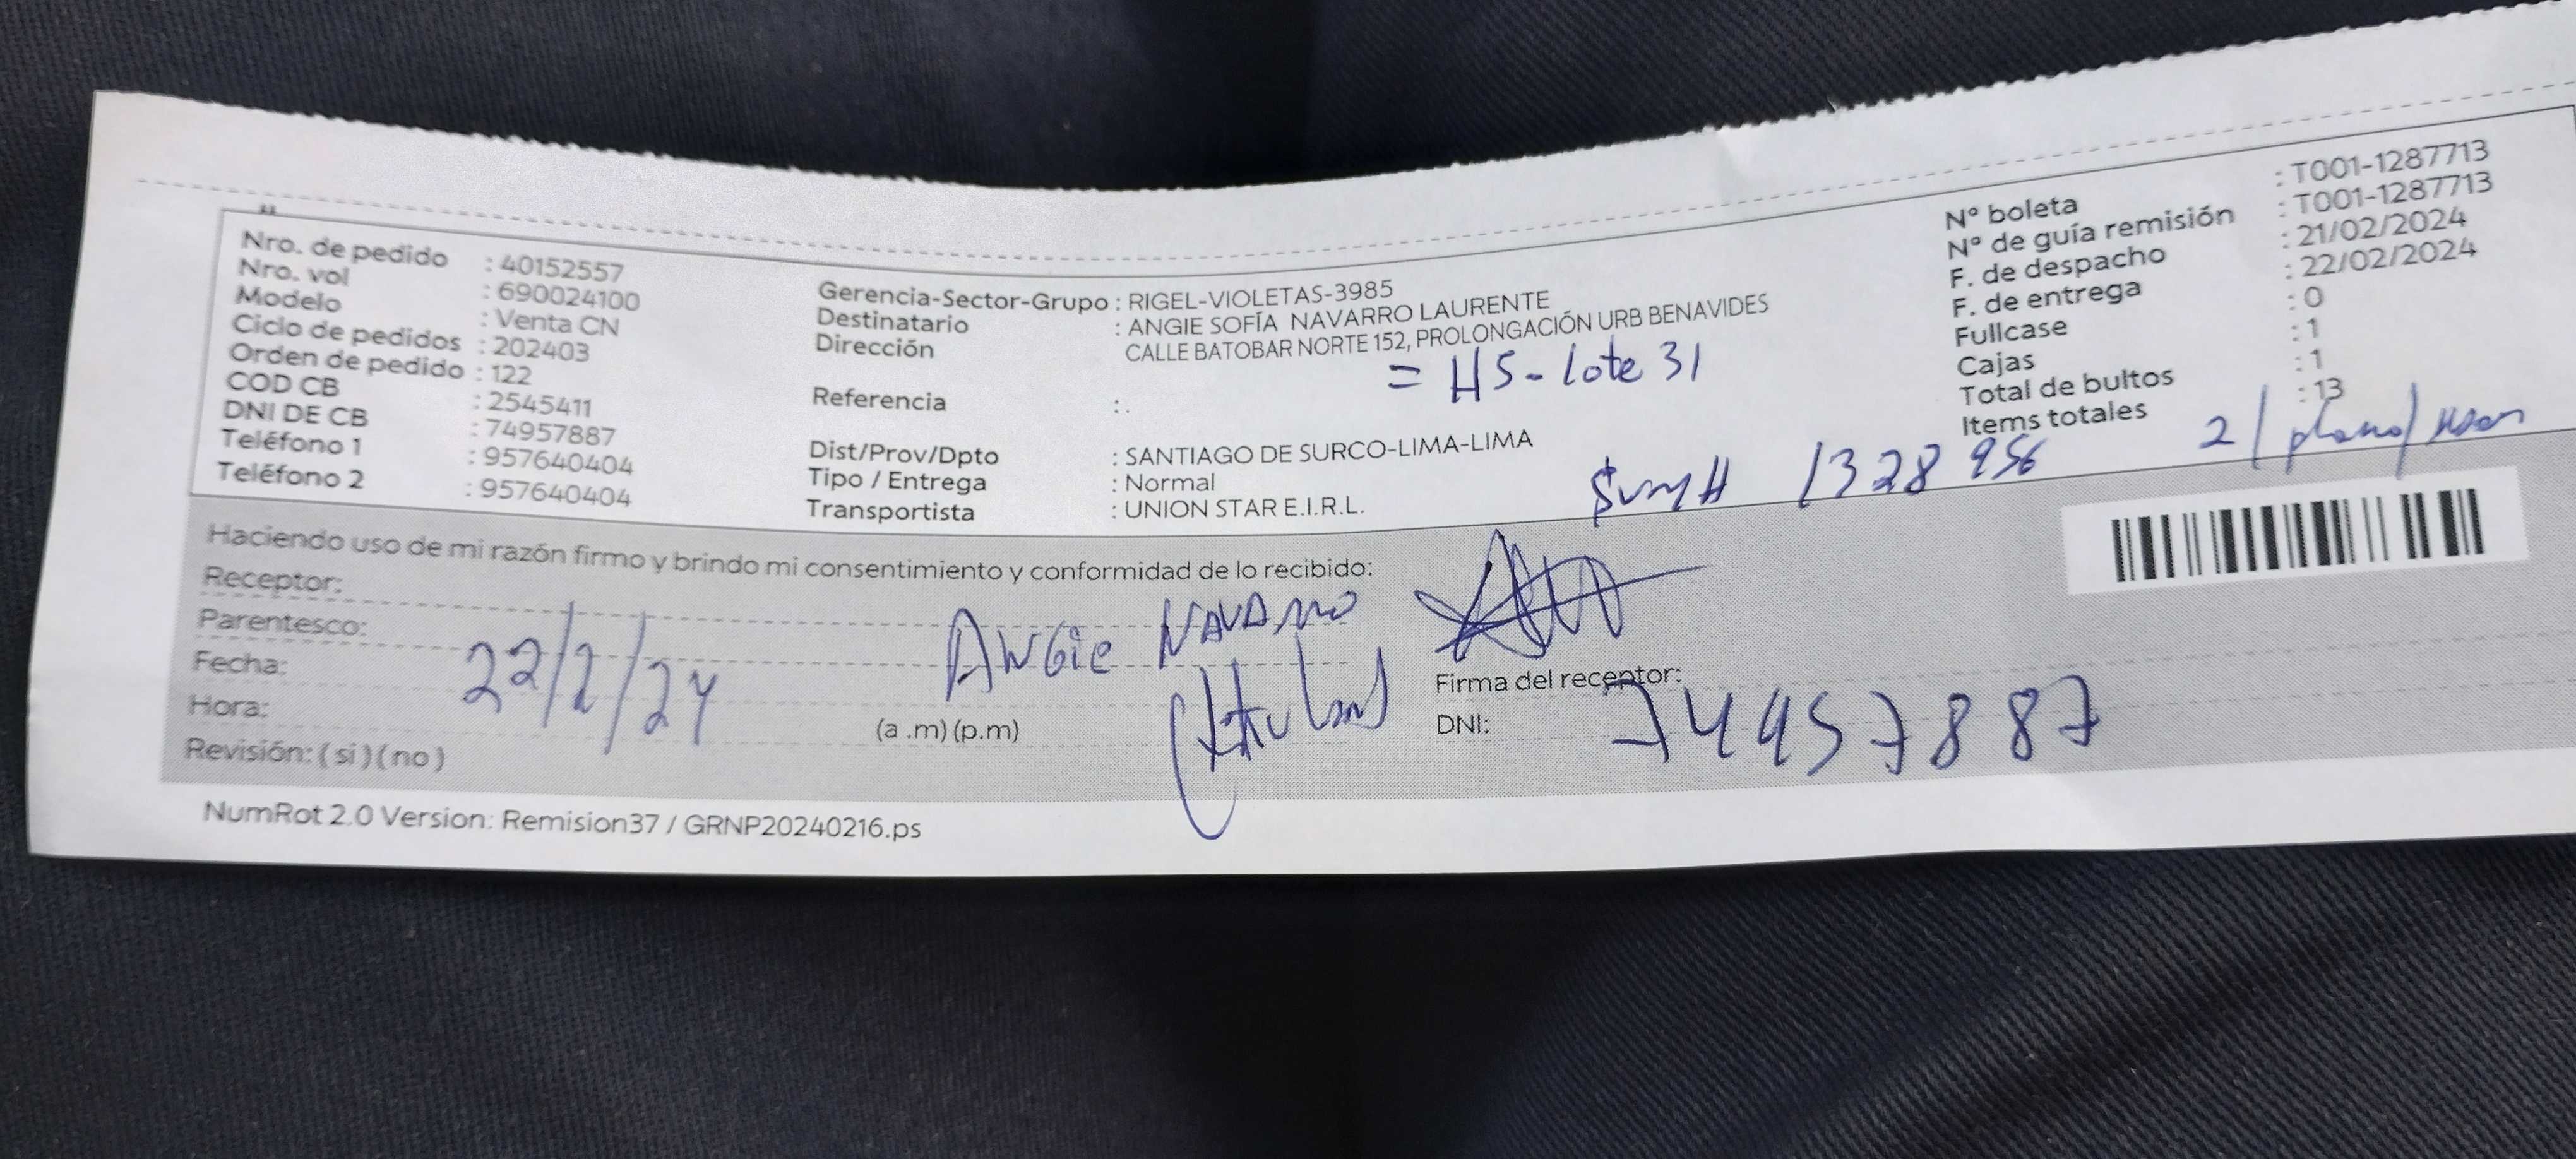 Nro. de pedido : 40152557
Nro. vol : 690024100
Modelo : Venta CN
Ciclo de pedidos : 202403
Orden de pedido : 122
COD CB : 2545411
DNI DE CB : 74957887
Teléfono 1 : 957640404
Teléfono 2 : 957640404
Gerencia-Sector-Grupo : RIGEL-VIOLETAS-3985
Destinatario : ANGIE SOFÍA NAVARRO LAURENTE
Dirección : CALLE BATOBAR NORTE 152, PROLONGACIÓN URB BENAVIDES
= H5- lote 31
Referencia : .
Dist/Prov/Dpto : SANTIAGO DE SURCO-LIMA-LIMA
Tipo / Entrega : Normal
Transportista : UNION STAR E.I.R.L.
N° boleta : T001-1287713
N° de guía remisión : T001-1287713
F. de despacho : 21/02/2024
F. de entrega : 22/02/2024
Fullcase : 0
Cajas : 1
Total de bultos : 1
Items totales : 13
1328956 2/
Haciendo uso de mi razón firmo y brindo mi consentimiento y conformidad de lo recibido:
Receptor: ANGie NAVARRO
Parentesco: (titular)
Fecha: 22/2/24
Hora: (a .m) (p.m)
Revisión: ( si ) ( no )
Firma del receptor:
DNI: 74957887
NumRot 2.0 Version: Remision37 / GRNP20240216.ps